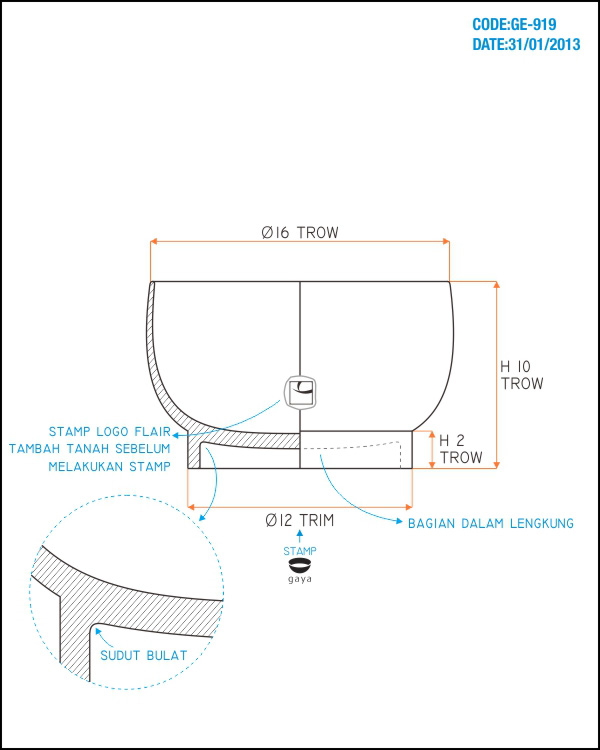 CODE:GE-919
DATE:31/01/2013
Ø16 TROW
H 10
TROW
STAMP LOGO FLAIR
TAMBAH TANAH SEBELUM
MELAKUKAN STAMP
H 2
TROW
Ø12 TRIM
BAGIAN DALAM LENGKUNG
STAMP
gaya
SUDUT BULAT